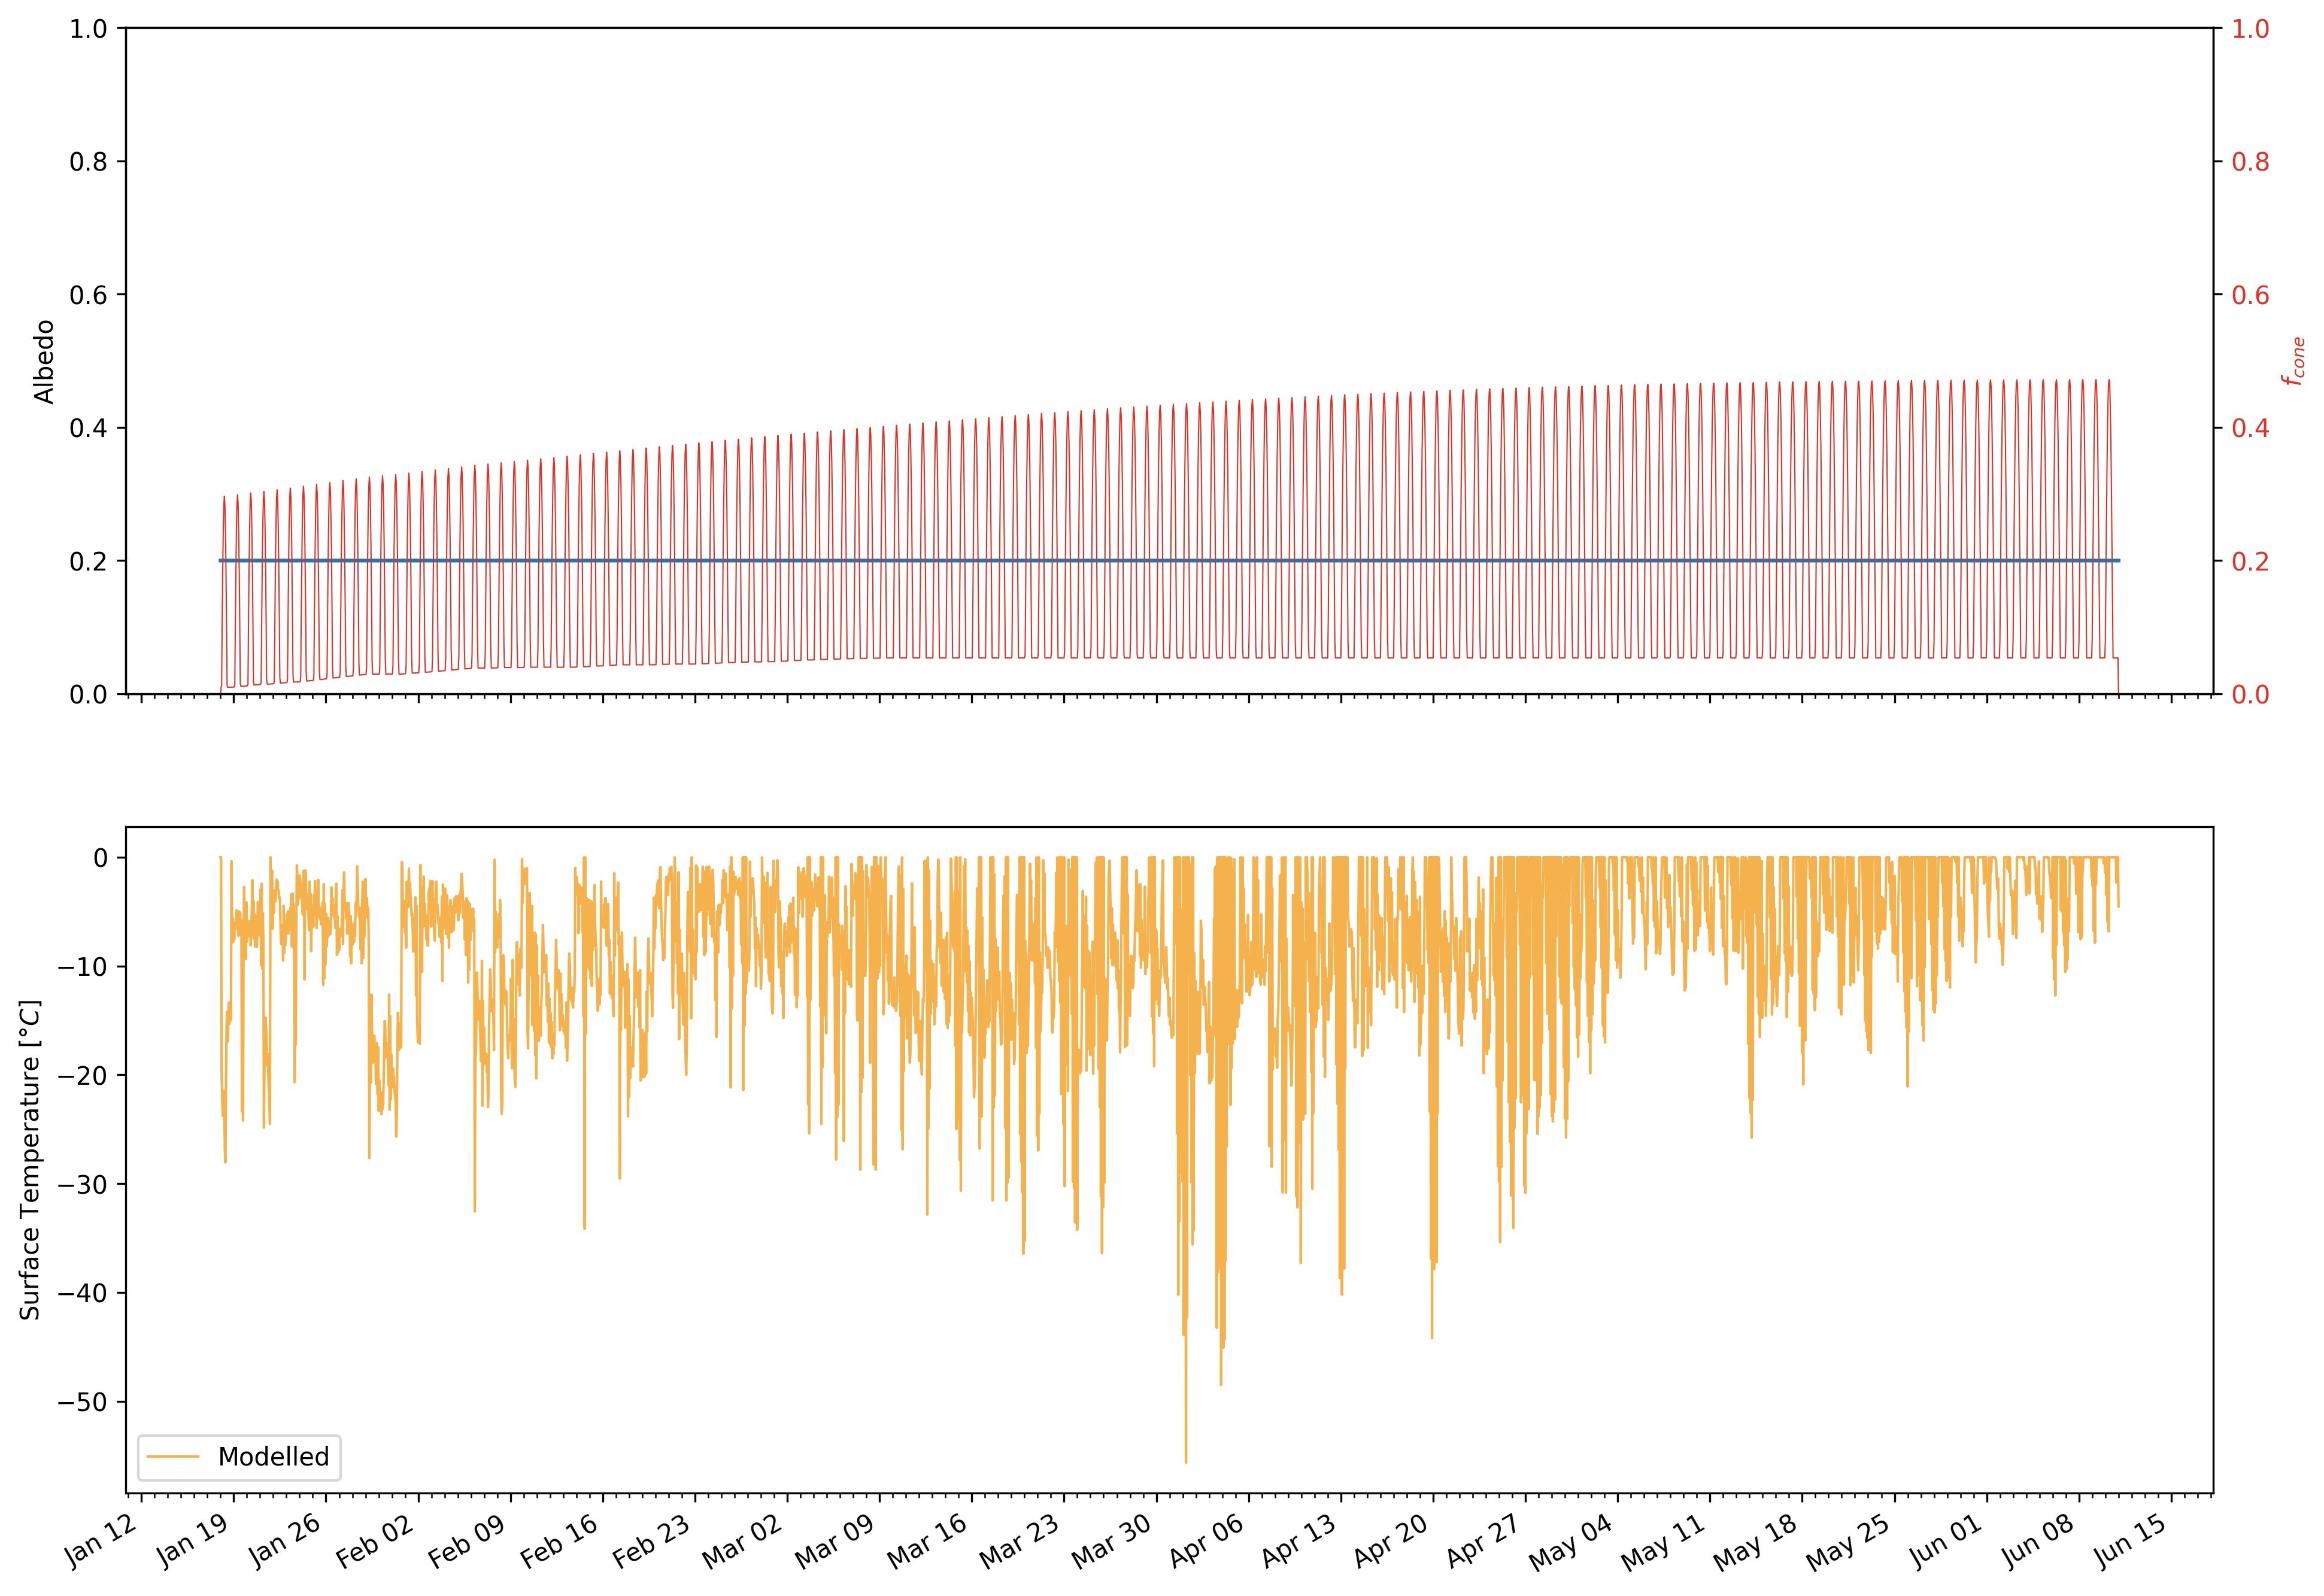 1.0
0.8
0.6
0.4
0.2
0.0
Albedo
1.0
0.8
0.6
0.4
0.2
0.0
f_cone
0
−10
−20
−30
−40
−50
Surface Temperature [°C]
Modelled
Jan 12
Jan 19
Jan 26
Feb 02
Feb 09
Feb 16
Feb 23
Mar 02
Mar 09
Mar 16
Mar 23
Mar 30
Apr 06
Apr 13
Apr 20
Apr 27
May 04
May 11
May 18
May 25
Jun 01
Jun 08
Jun 15